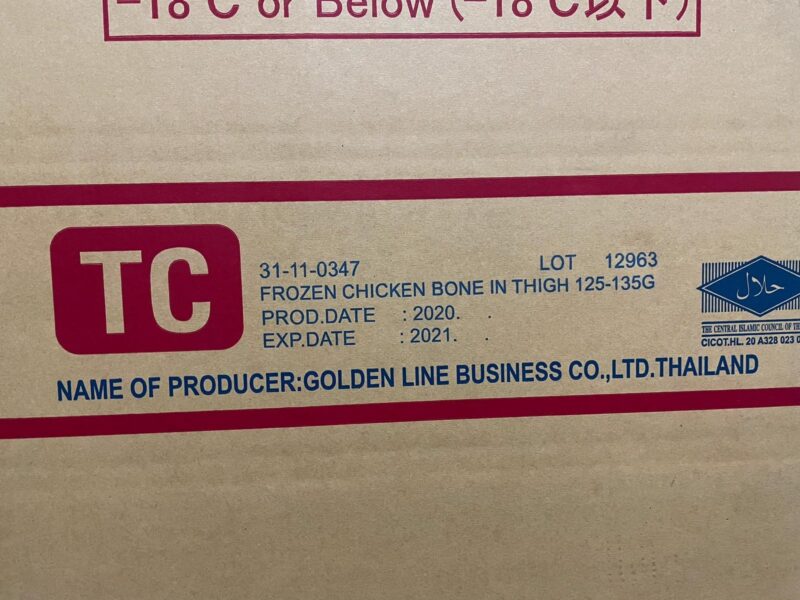 -18°C or Below (-18°C以下)
TC
31-11-0347
LOT 12963
FROZEN CHICKEN BONE IN THIGH 125-135G
PROD.DATE : 2020. .
EXP.DATE : 2021. .
حلال
THE CENTRAL ISLAMIC COUNCIL OF
CICOT.HL. 20 A328 023 0
NAME OF PRODUCER:GOLDEN LINE BUSINESS CO.,LTD.THAILAND